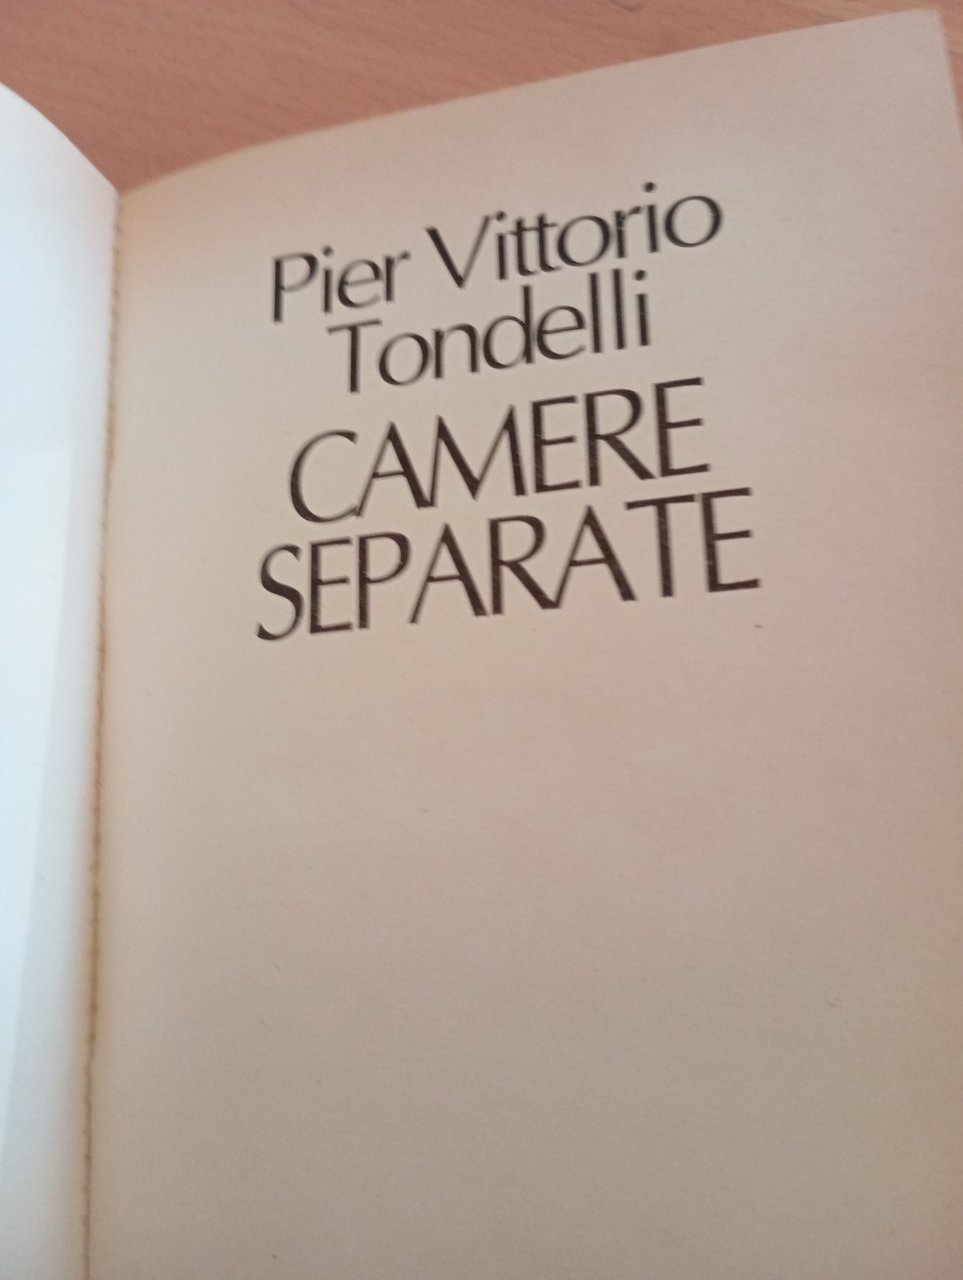 Pier Vittorio
Tondelli
CAMERE
SEPARATE